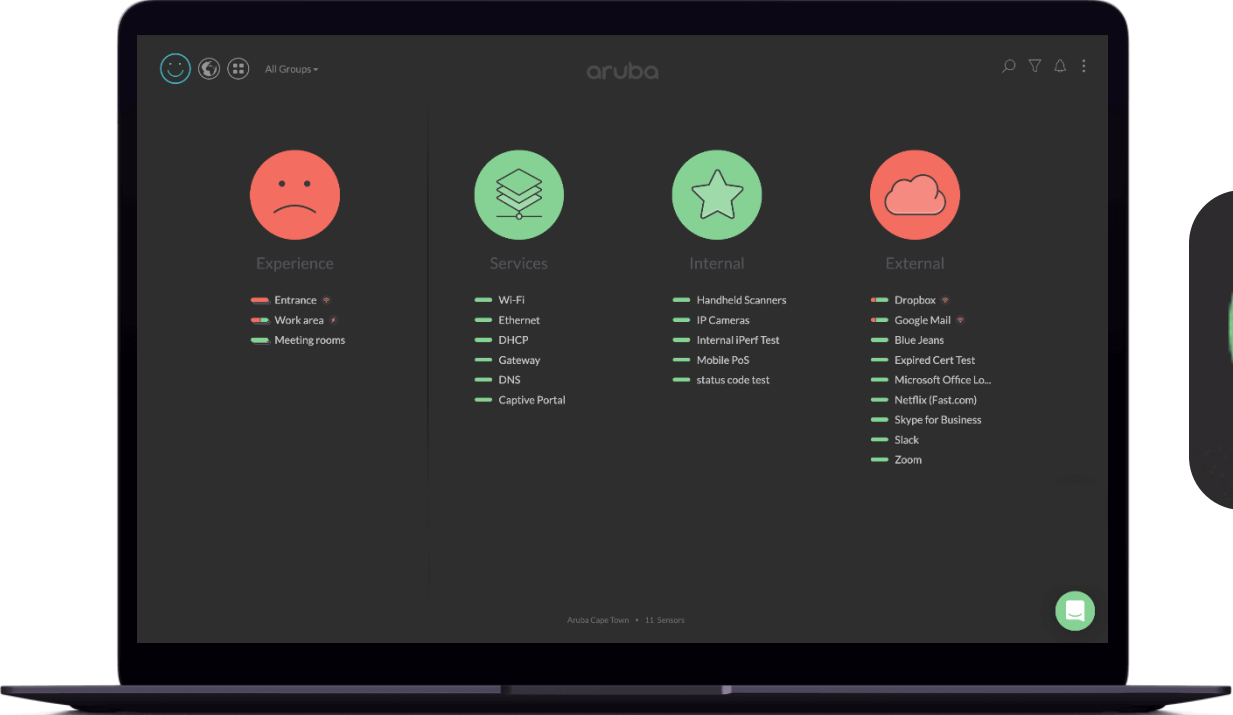 All Groups
aruba
Experience
Entrance
Work area
Meeting rooms
Services
Wi-Fi
Ethernet
DHCP
Gateway
DNS
Captive Portal
Internal
Handheld Scanners
IP Cameras
Internal iPerf Test
Mobile PoS
status code test
External
Dropbox
Google Mail
Blue Jeans
Expired Cert Test
Microsoft Office Lo...
Netflix (Fast.com)
Skype for Business
Slack
Zoom
Aruba Cape Town • 11 Sensors